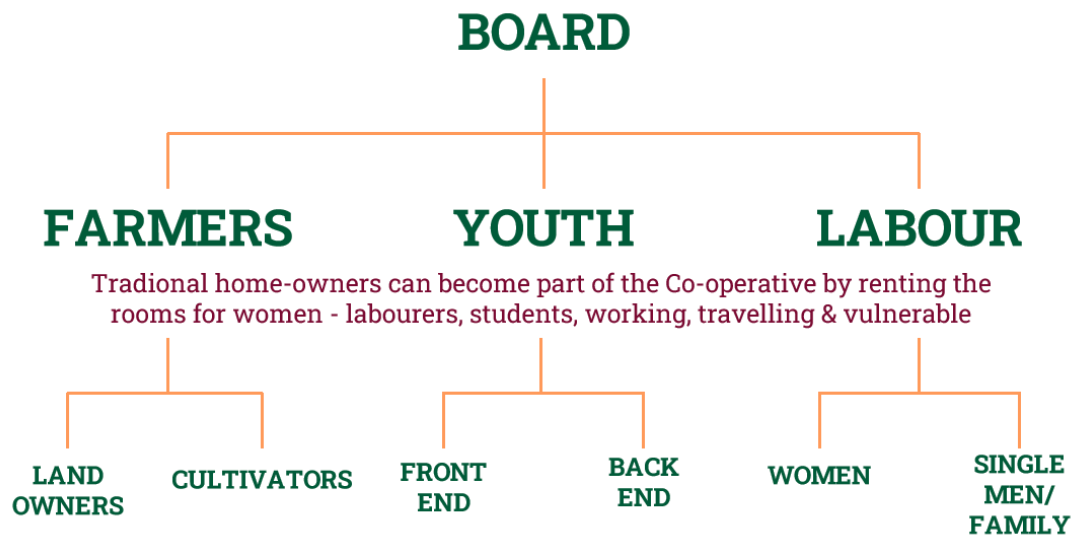 BOARD
FARMERS
YOUTH
LABOUR
Tradional home-owners can become part of the Co-operative by renting the
rooms for women - labourers, students, working, travelling & vulnerable
LAND
OWNERS
CULTIVATORS
FRONT
END
BACK
END
WOMEN
SINGLE
MEN/
FAMILY